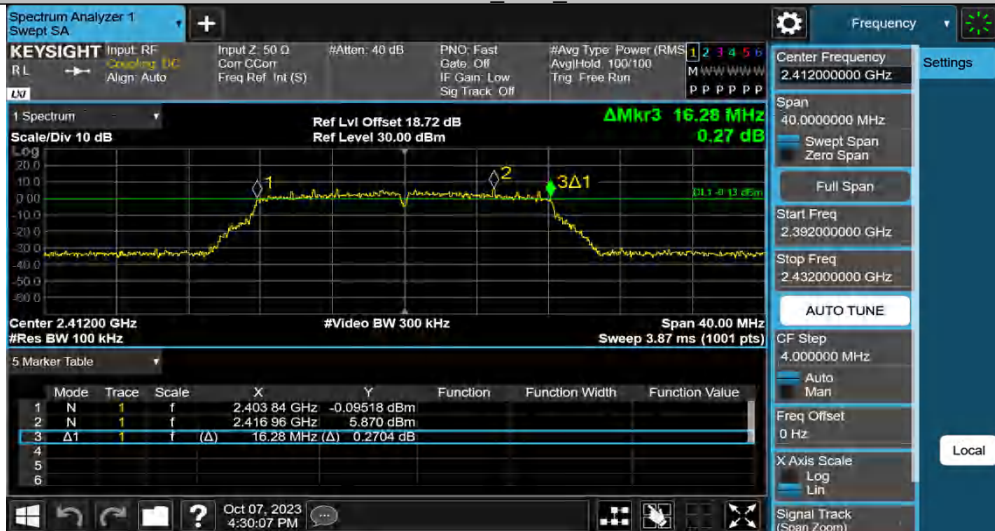 Spectrum Analyzer 1
Swept SA
+
Frequency
KEYSIGHT
RL
LXI
Input: RF
Coupling: DC
Align: Auto
Input Z: 50 Ω
Corr CCorr
Freq Ref: Int (S)
#Atten: 40 dB
PNO: Fast
Gate: Off
IF Gain: Low
Sig Track: Off
#Avg Type: Power (RMS
Avg|Hold: 100/100
Trig: Free Run
1 2 3 4 5 6
M W W W W W
P P P P P P
1 Spectrum
Scale/Div 10 dB
Ref Lvl Offset 18.72 dB
Ref Level 30.00 dBm
ΔMkr3 16.28 MHz
0.27 dB
Log
20.0
10.0
0.00
-10.0
-20.0
-30.0
-40.0
-50.0
-60.0
1
2
3Δ1
DL1 -0.13 dBm
Center 2.41200 GHz
#Res BW 100 kHz
#Video BW 300 kHz
Span 40.00 MHz
Sweep 3.87 ms (1001 pts)
5 Marker Table
Mode Trace Scale X Y Function Function Width Function Value
1 N 1 f 2.403 84 GHz -0.09518 dBm
2 N 1 f 2.416 96 GHz 5.870 dBm
3 Δ1 1 f (Δ) 16.28 MHz (Δ) 0.2704 dB
4
5
6
?
Oct 07, 2023
4:30:07 PM
Center Frequency
2.412000000 GHz
Span
40.0000000 MHz
Swept Span
Zero Span
Full Span
Start Freq
2.392000000 GHz
Stop Freq
2.432000000 GHz
AUTO TUNE
CF Step
4.000000 MHz
Auto
Man
Freq Offset
0 Hz
X Axis Scale
Log
Lin
Signal Track
(Span Zoom)
Settings
Local